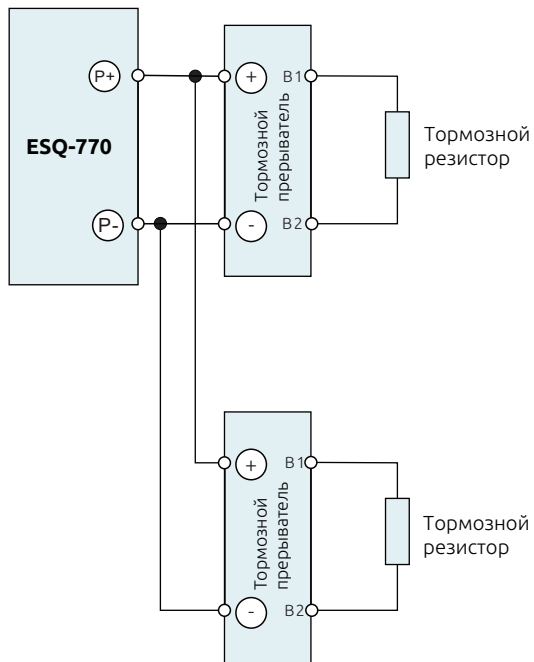 P+
ESQ-770
P-
+
Тормозной
прерыватель
-
B1
B2
Тормозной
резистор
+
Тормозной
прерыватель
-
B1
B2
Тормозной
резистор